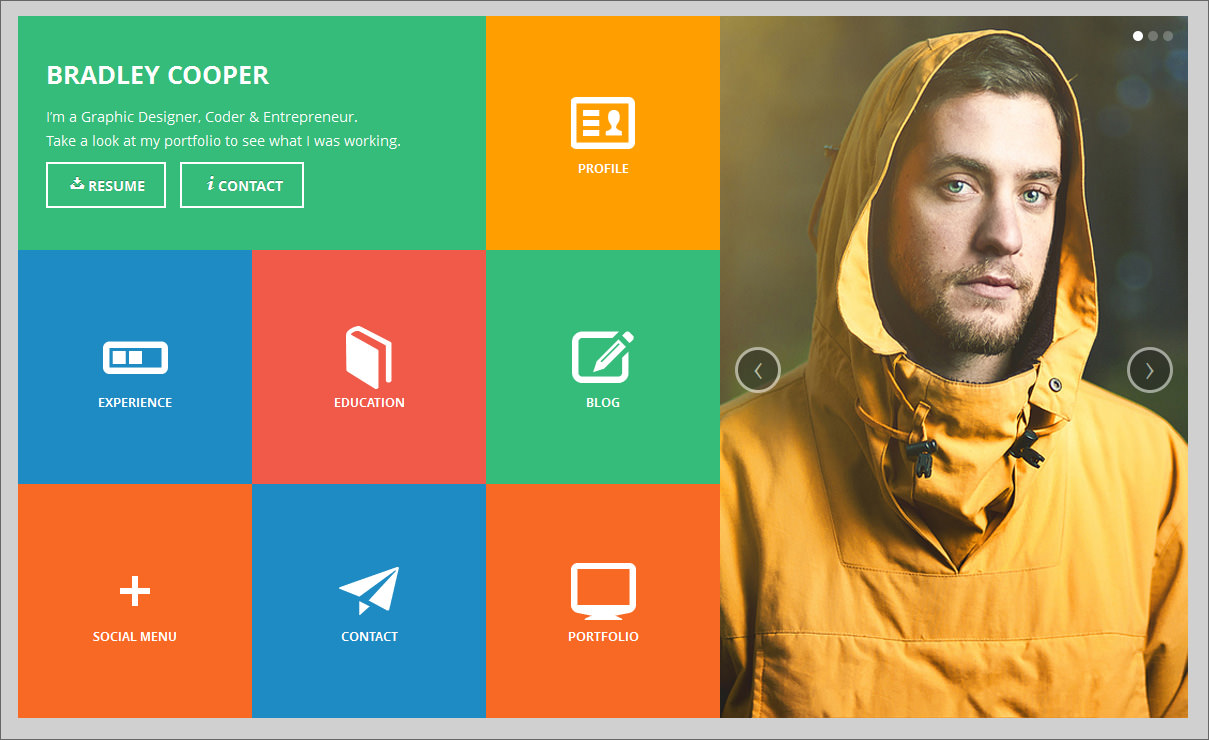 BRADLEY COOPER
I'm a Graphic Designer, Coder & Entrepreneur.
Take a look at my portfolio to see what I was working.
RESUME
i CONTACT
PROFILE
EXPERIENCE
EDUCATION
BLOG
SOCIAL MENU
CONTACT
PORTFOLIO